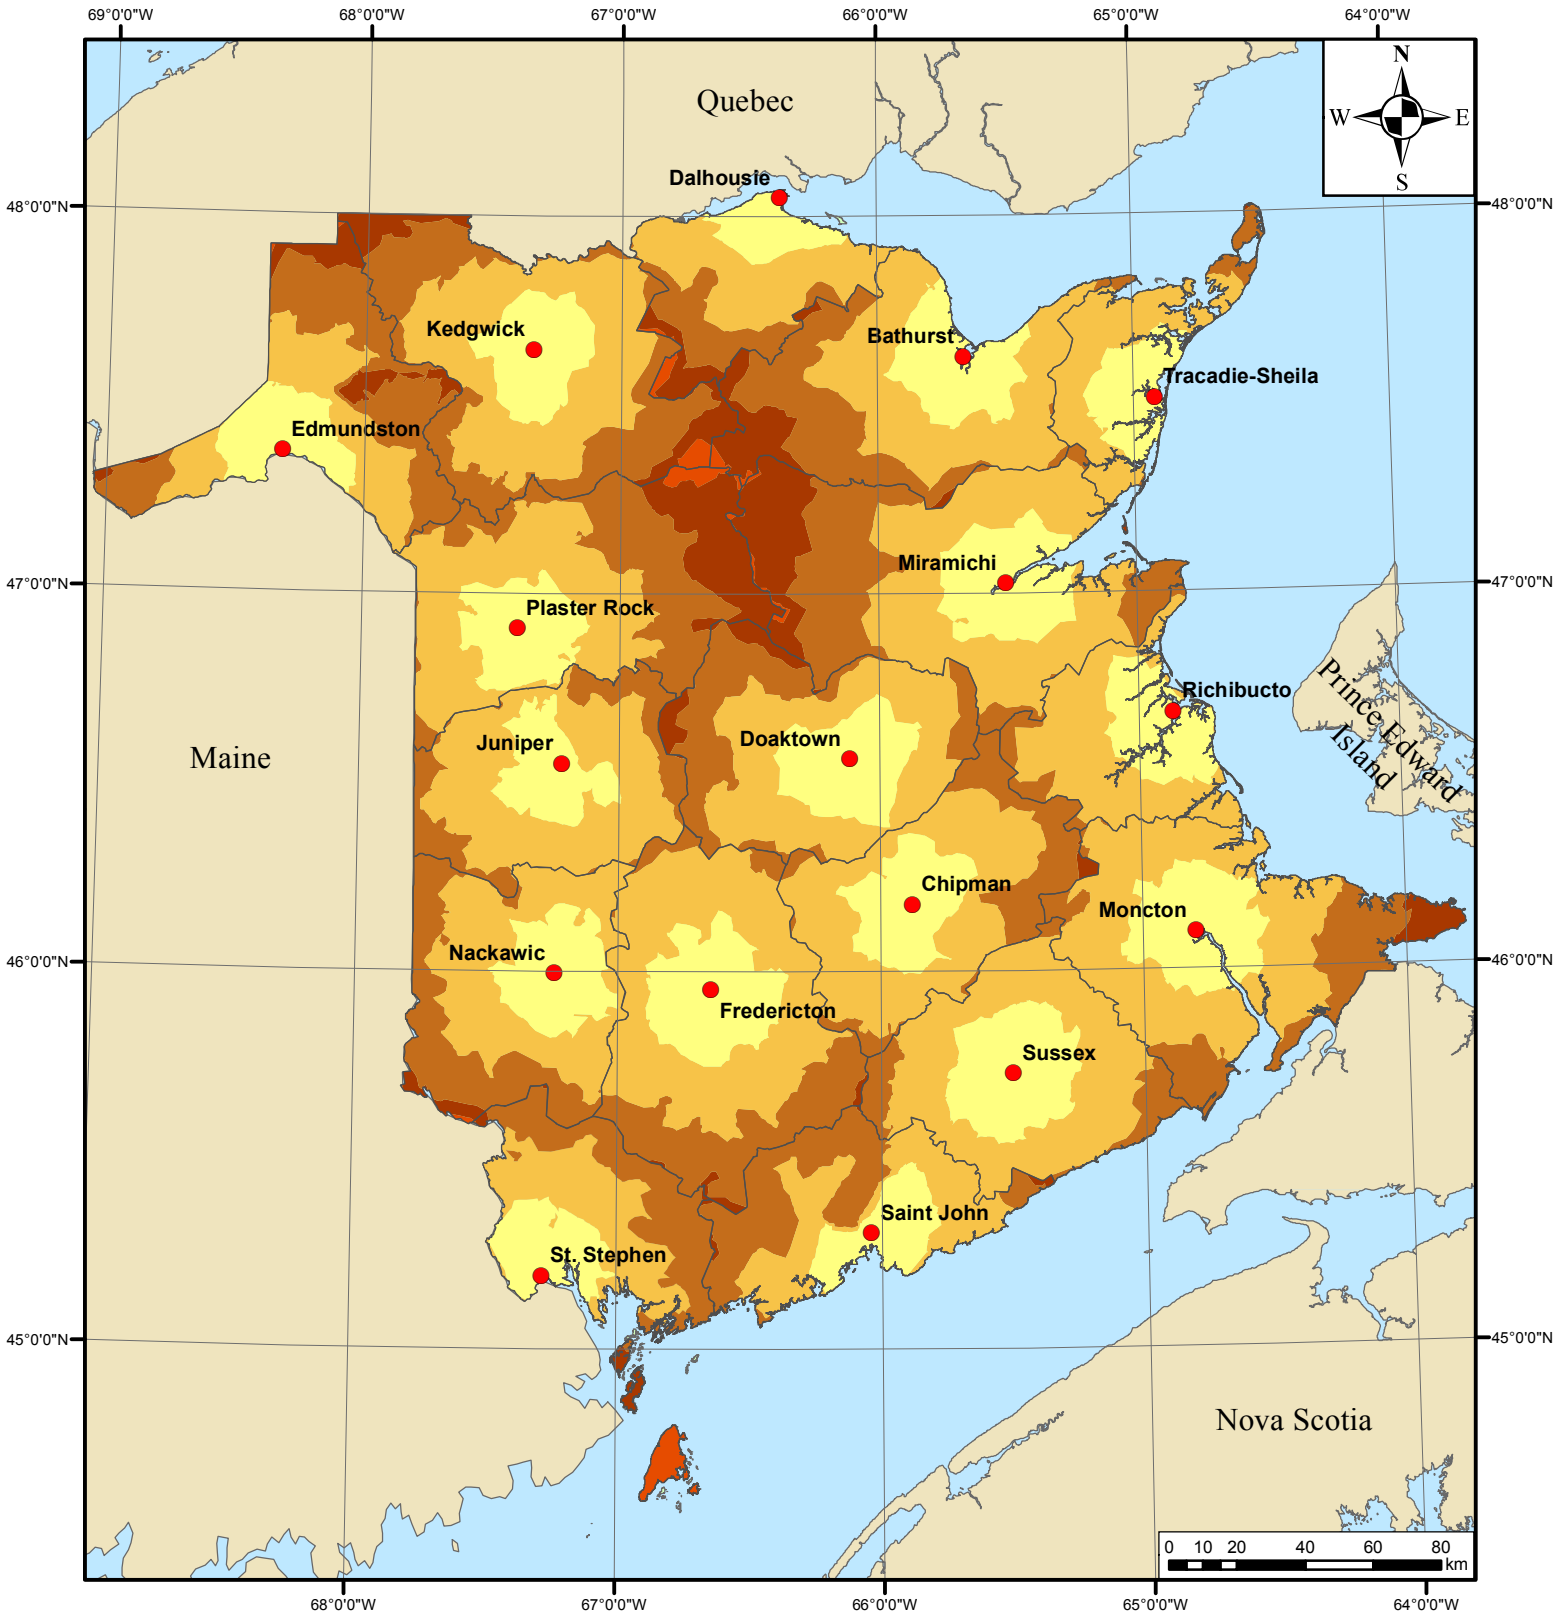 69°0'0"W 68°0'0"W 67°0'0"W 66°0'0"W 65°0'0"W 64°0'0"W
N
W E
S
Quebec
Dalhousie
48°0'0"N 48°0'0"N
Kedgwick
Bathurst
Tracadie-Sheila
Edmundston
Miramichi
47°0'0"N 47°0'0"N
Plaster Rock
Richibucto
Prince Edward
Island
Maine
Juniper
Doaktown
Chipman
Moncton
Nackawic
46°0'0"N 46°0'0"N
Fredericton
Sussex
Saint John
St. Stephen
45°0'0"N 45°0'0"N
Nova Scotia
0 10 20 40 60 80
km
68°0'0"W 67°0'0"W 66°0'0"W 65°0'0"W 64°0'0"W